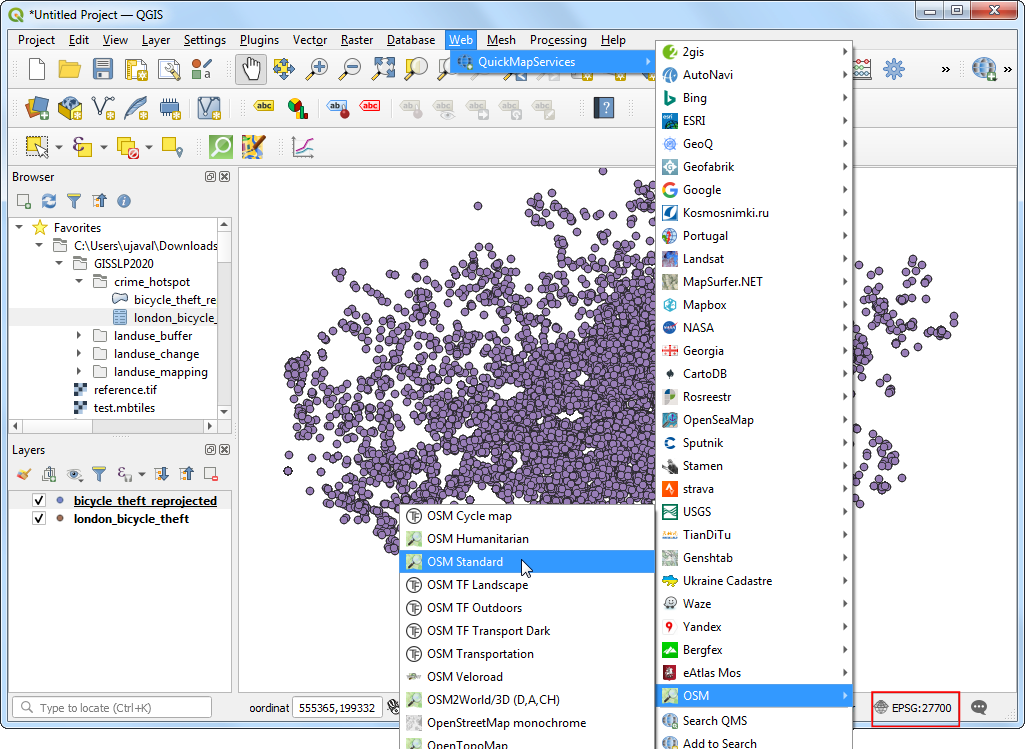 *Untitled Project — QGIS
Project Edit View Layer Settings Plugins Vector Raster Database Web Mesh Processing Help
QuickMapServices
abc abc ab abc
»
»
Browser
Favorites
C:\Users\ujaval\Downloads
GISSLP2020
crime_hotspot
bicycle_theft_re
london_bicycle_
landuse_buffer
landuse_change
landuse_mapping
reference.tif
test.mbtiles
Layers
bicycle_theft_reprojected
london_bicycle_theft
2gis
AutoNavi
Bing
ESRI
GeoQ
Geofabrik
Google
Kosmosnimki.ru
Portugal
Landsat
MapSurfer.NET
Mapbox
NASA
Georgia
CartoDB
Rosreestr
OpenSeaMap
Sputnik
Stamen
strava
USGS
TianDiTu
Genshtab
Ukraine Cadastre
Waze
Yandex
Bergfex
eAtlas Mos
OSM
Search QMS
Add to Search
OSM Cycle map
OSM Humanitarian
OSM Standard
OSM TF Landscape
OSM TF Outdoors
OSM TF Transport Dark
OSM Transportation
OSM Veloroad
OSM2World/3D (D,A,CH)
OpenStreetMap monochrome
OpenTopoMap
Type to locate (Ctrl+K)
oordinat 555365,199332
EPSG:27700